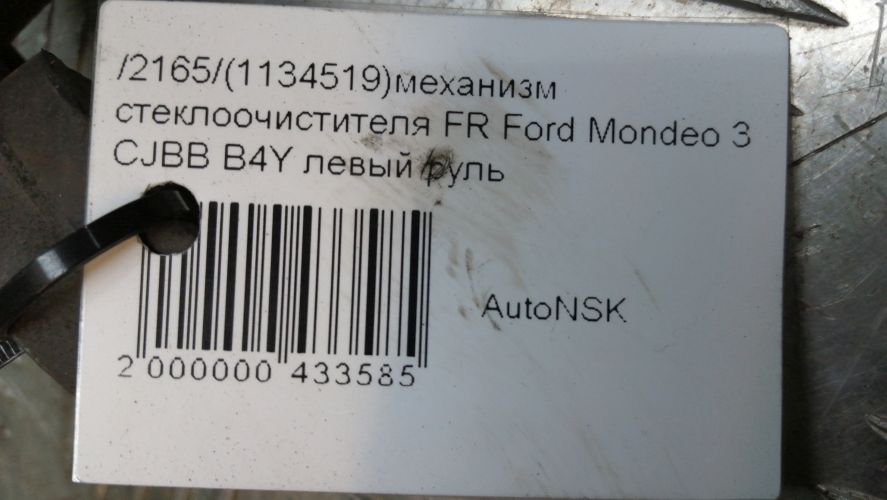 /2165/(1134519)механизм
стеклоочистителя FR Ford Mondeo 3
CJBB B4Y левый руль
AutoNSK
2 000000 433585